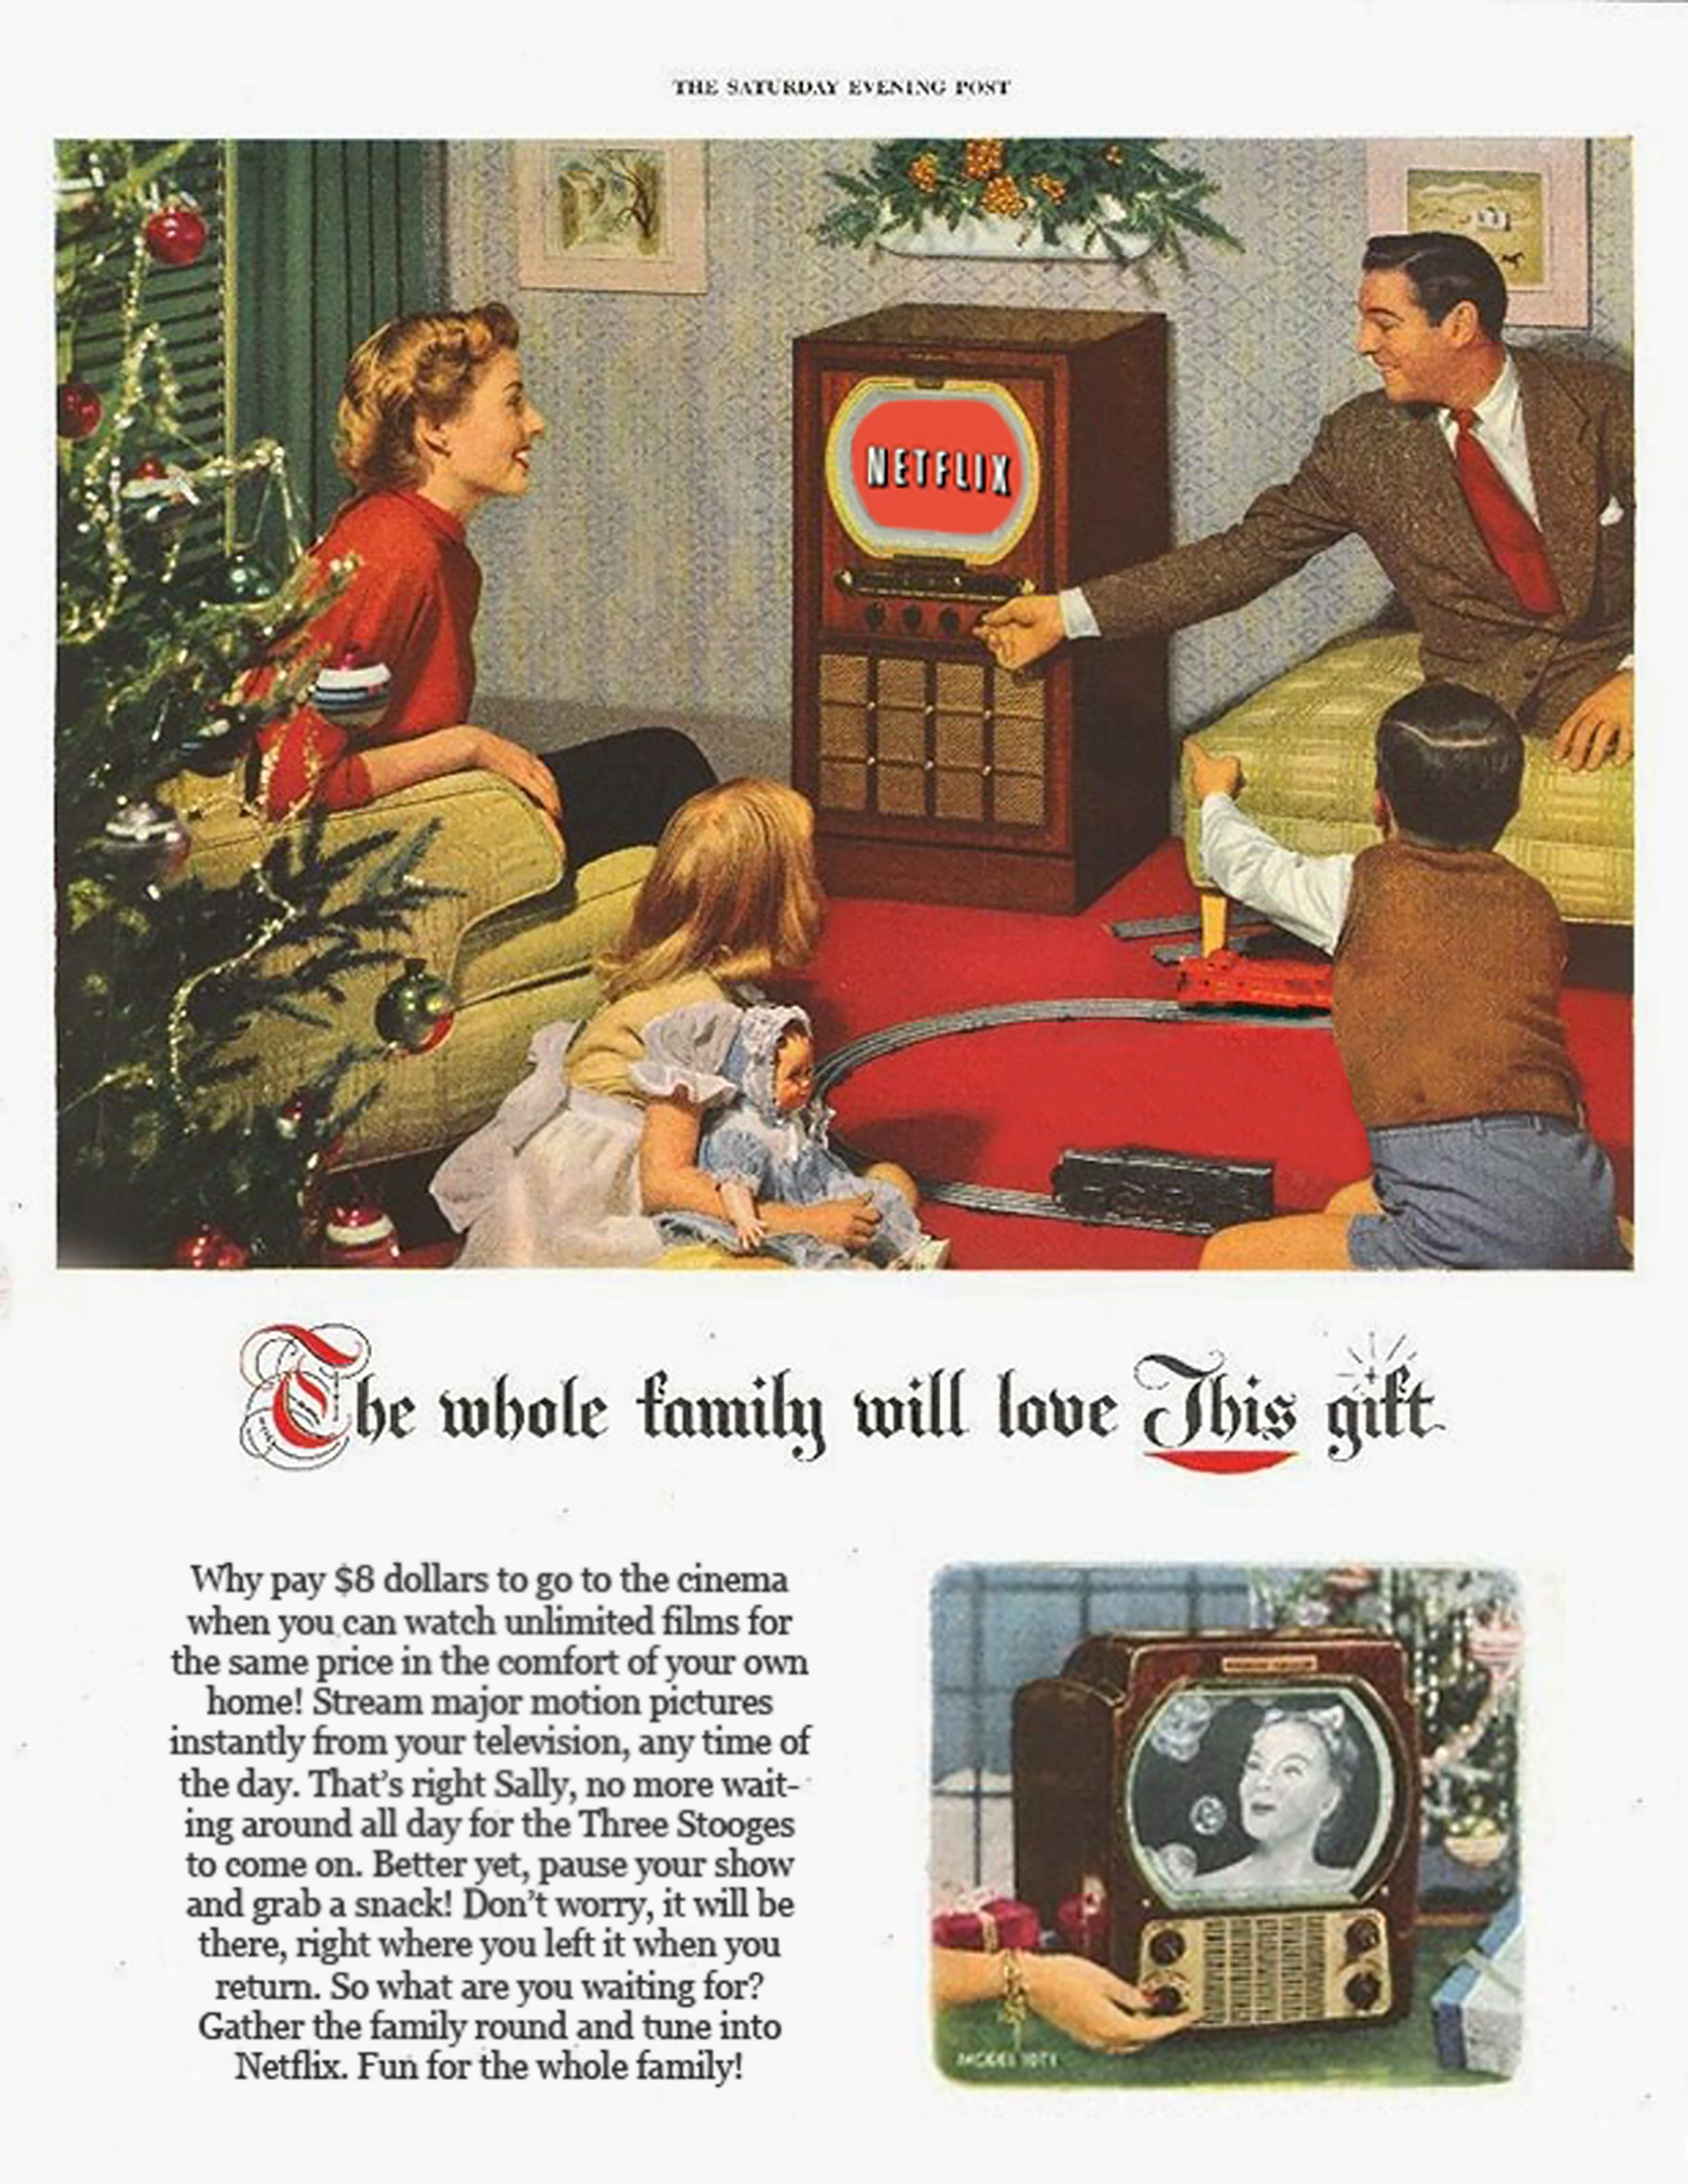 THE SATURDAY EVENING POST
NETFLIX
The whole family will love This gift
Why pay $8 dollars to go to the cinema
when you can watch unlimited films for
the same price in the comfort of your own
home! Stream major motion pictures
instantly from your television, any time of
the day. That’s right Sally, no more wait-
ing around all day for the Three Stooges
to come on. Better yet, pause your show
and grab a snack! Don’t worry, it will be
there, right where you left it when you
return. So what are you waiting for?
Gather the family round and tune into
Netflix. Fun for the whole family!
MODEL